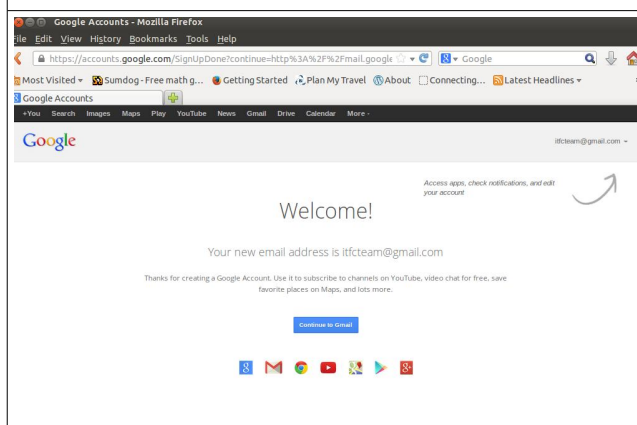 Google Accounts - Mozilla Firefox
File Edit View History Bookmarks Tools Help
https://accounts.google.com/SignUpDone?continue=http%3A%2F%2Fmail.google
Google
Most Visited Sumdog - Free math g... Getting Started Plan My Travel About Connecting... Latest Headlines
Google Accounts
+You Search Images Maps Play YouTube News Gmail Drive Calendar More
Google
itfcteam@gmail.com
Access apps, check notifications, and edit
your account
Welcome!
Your new email address is itfcteam@gmail.com
Thanks for creating a Google Account. Use it to subscribe to channels on YouTube, video chat for free, save
favorite places on Maps, and lots more.
Continue to Gmail